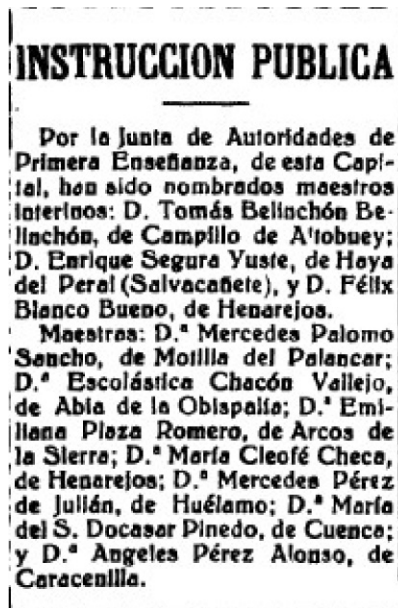 INSTRUCCION PUBLICA
Por la Junta de Autoridades de
Primera Enseñanza, de esta Capi-
tal, han sido nombrados maestros
interinos: D. Tomás Belinchón Be-
linchón, de Campillo de A'tobuey;
D. Enrique Segura Yuste, de Haya
del Peral (Salvacañete), y D. Félix
Blanco Bueno, de Henarejos.
Maestras: D.ª Mercedes Palomo
Sancho, de Motilla del Palancar;
D.ª Escolástica Chacón Vallejo,
de Abia de la Obispalia; D.ª Emi-
liana Plaza Romero, de Arcos de
la Sierra; D.ª María Cleofé Checa,
de Henarejos; D.ª Mercedes Pérez
de Julián, de Huélamo; D.ª María
del S. Docasar Pinedo, de Cuenca;
y D.ª Angeles Pérez Alonso, de
Caracenilla.